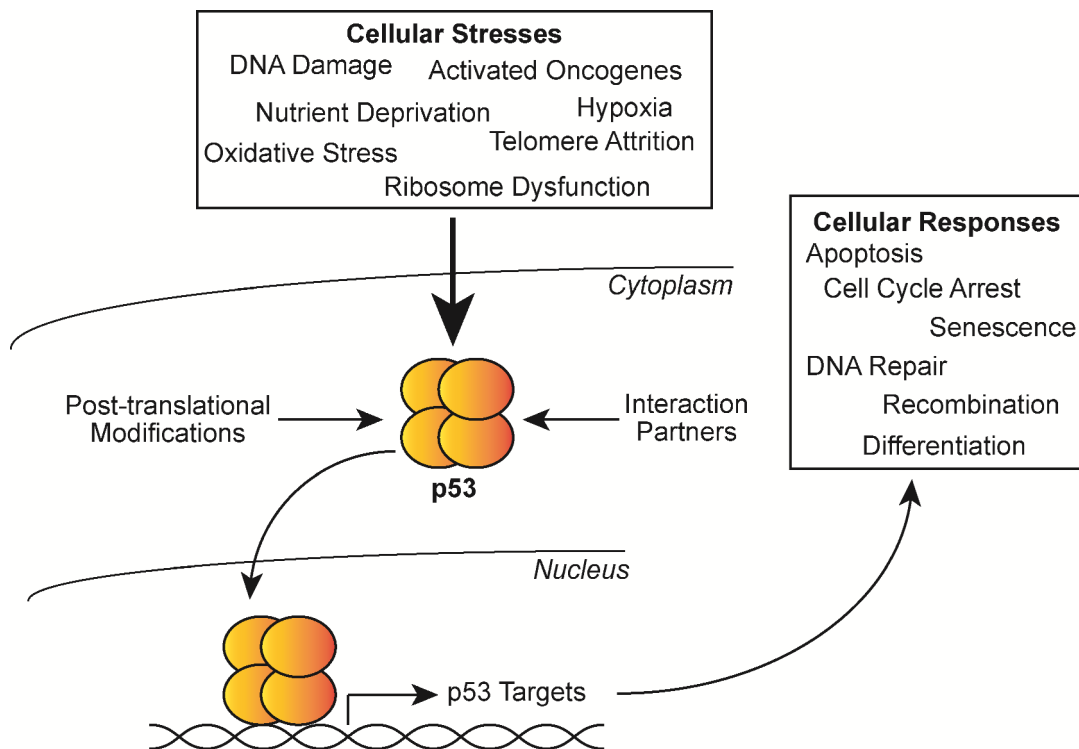 Cellular Stresses
DNA Damage
Activated Oncogenes
Nutrient Deprivation
Hypoxia
Oxidative Stress
Telomere Attrition
Ribosome Dysfunction
Cellular Responses
Apoptosis
Cell Cycle Arrest
Senescence
DNA Repair
Recombination
Differentiation
Cytoplasm
Post-translational
Modifications
Interaction
Partners
p53
Nucleus
p53 Targets